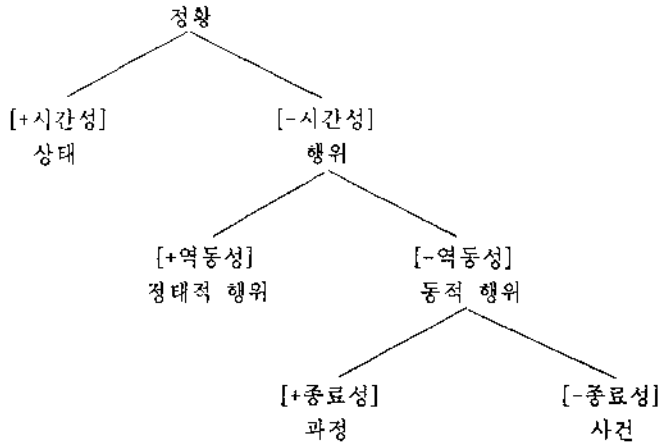 정황
[+시간성] [-시간성]
상태 행위
[+역동성] [-역동성]
정태적 행위 동적 행위
[+종료성] [-종료성]
과정 사건